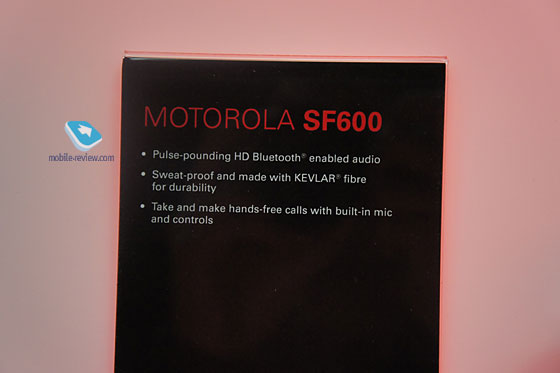 MOTOROLA SF600
• Pulse-pounding HD Bluetooth® enabled audio
• Sweat-proof and made with KEVLAR® fibre
for durability
• Take and make hands-free calls with built-in mic
and controls
mobile-review.com